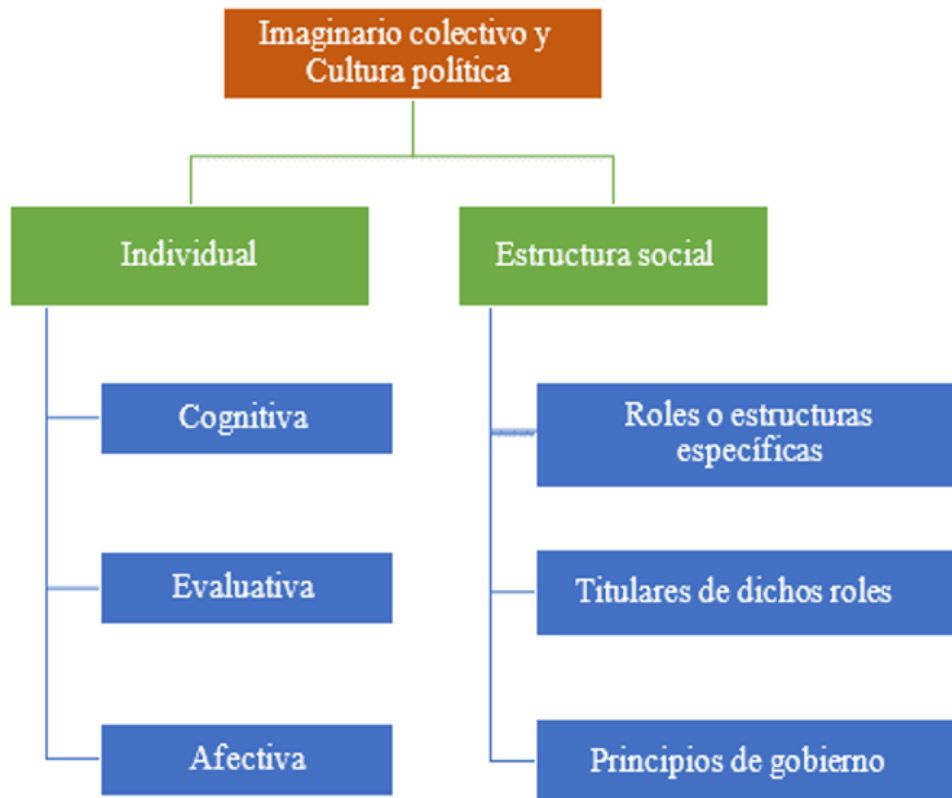 Imaginario colectivo y
Cultura política
Individual
Estructura social
Cognitiva
Evaluativa
Afectiva
Roles o estructuras
específicas
Titulares de dichos roles
Principios de gobierno